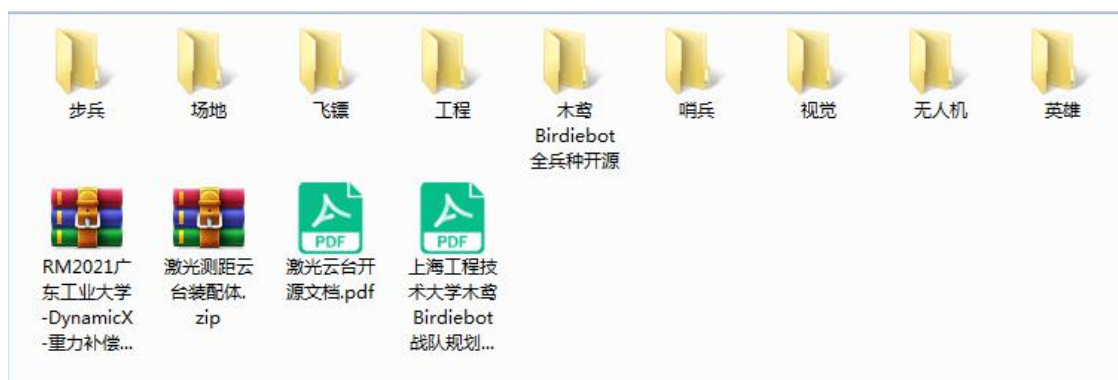 步兵
场地
飞镖
工程
木鸢
Birdiebot
全兵种开源
哨兵
视觉
无人机
英雄
RM2021广
东工业大学
-DynamicX
-重力补偿...
激光测距云
台装配体.
zip
PDF
激光云台开
源文档.pdf
PDF
上海工程技
术大学木鸢
Birdiebot
战队规划...